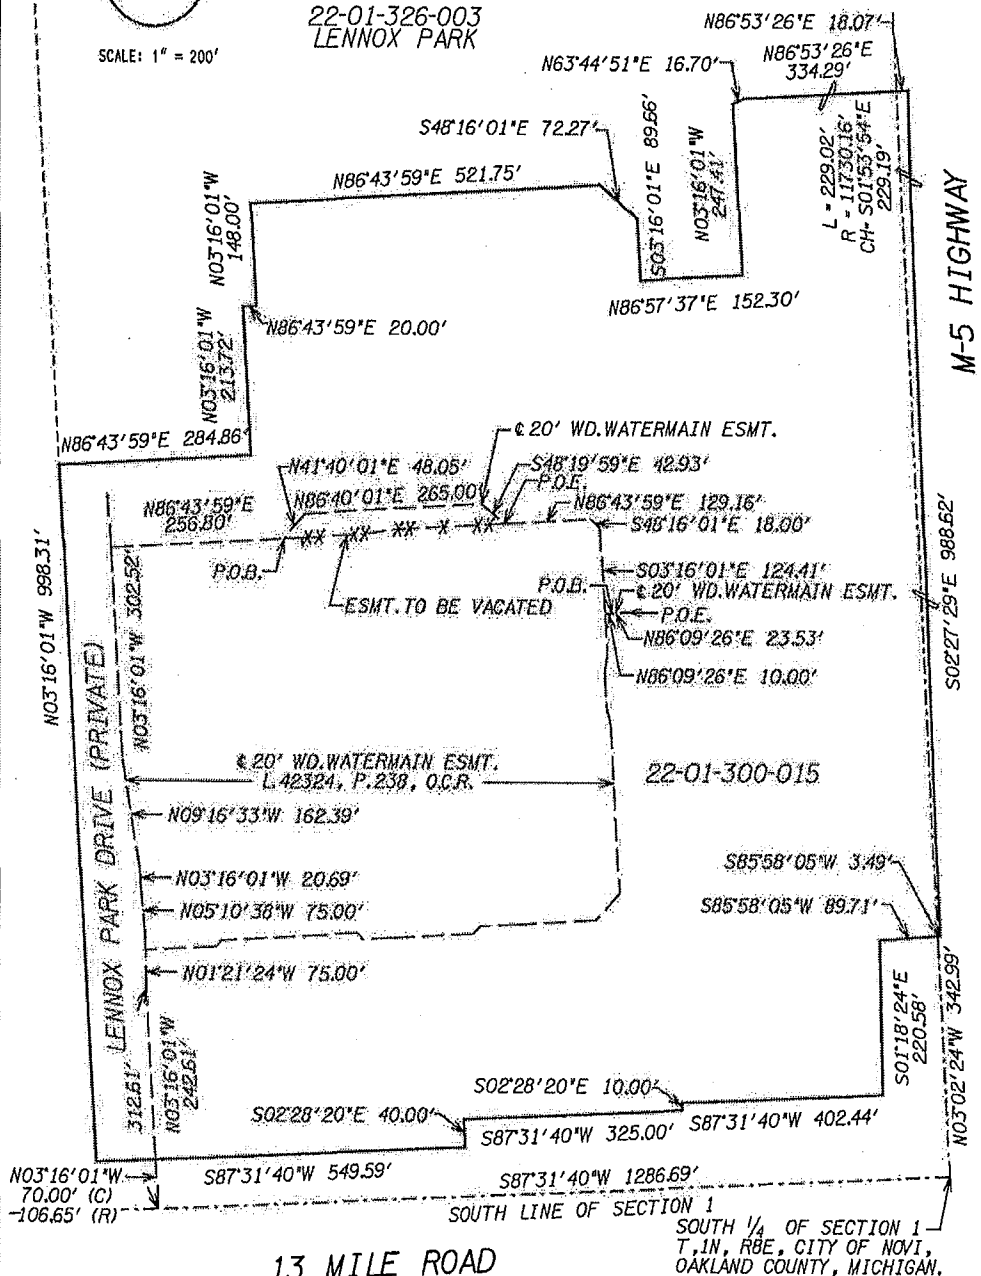 22-01-326-003
LENNOX PARK
SCALE: 1" = 200'
N86°53'26"E 18.07'
N86°53'26"E
334.29'
N63°44'51"E 16.70'
S48°16'01"E 72.27'
S03°16'01"E 89.66'
N03°16'01"W
247.41'
L = 229.02'
R = 11730.16'
CH= S01°53'54"E
229.19'
M-5 HIGHWAY
N86°43'59"E 521.75'
N03°16'01"W
148.00'
N86°57'37"E 152.30'
N86°43'59"E 20.00'
N03°16'01"W
213.72'
N86°43'59"E 284.86'
℄ 20' WD.WATERMAIN ESMT.
N41°40'01"E 48.05'
S48°19'59"E 42.93'
P.O.E.
N86°40'01"E 265.00'
N86°43'59"E 129.16'
N86°43'59"E
256.80'
S48°16'01"E 18.00'
XX XX XX X XX
P.O.B.
ESMT. TO BE VACATED
S03°16'01"E 124.41'
P.O.B.
℄ 20' WD.WATERMAIN ESMT.
P.O.E.
N86°09'26"E 23.53'
N86°09'26"E 10.00'
N03°16'01"W 998.31'
N03°16'01"W 302.52'
S02°27'29"E 988.62'
LENNOX PARK DRIVE (PRIVATE)
℄ 20' WD.WATERMAIN ESMT.
L.42324, P.238, O.C.R.
22-01-300-015
N09°16'33"W 162.39'
N03°16'01"W 20.69'
N05°10'38"W 75.00'
S85°58'05"W 3.49'
S85°58'05"W 89.71'
N01°21'24"W 75.00'
312.61'
N03°16'01"W
242.61'
S01°18'24"E
220.58'
N03°02'24"W 342.99'
S02°28'20"E 10.00'
S02°28'20"E 40.00'
S87°31'40"W 325.00'
S87°31'40"W 402.44'
N03°16'01"W
70.00' (C)
106.65' (R)
S87°31'40"W 549.59'
S87°31'40"W 1286.69'
SOUTH LINE OF SECTION 1
SOUTH 1/4 OF SECTION 1
T,1N, R8E, CITY OF NOVI,
OAKLAND COUNTY, MICHIGAN.
13 MILE ROAD